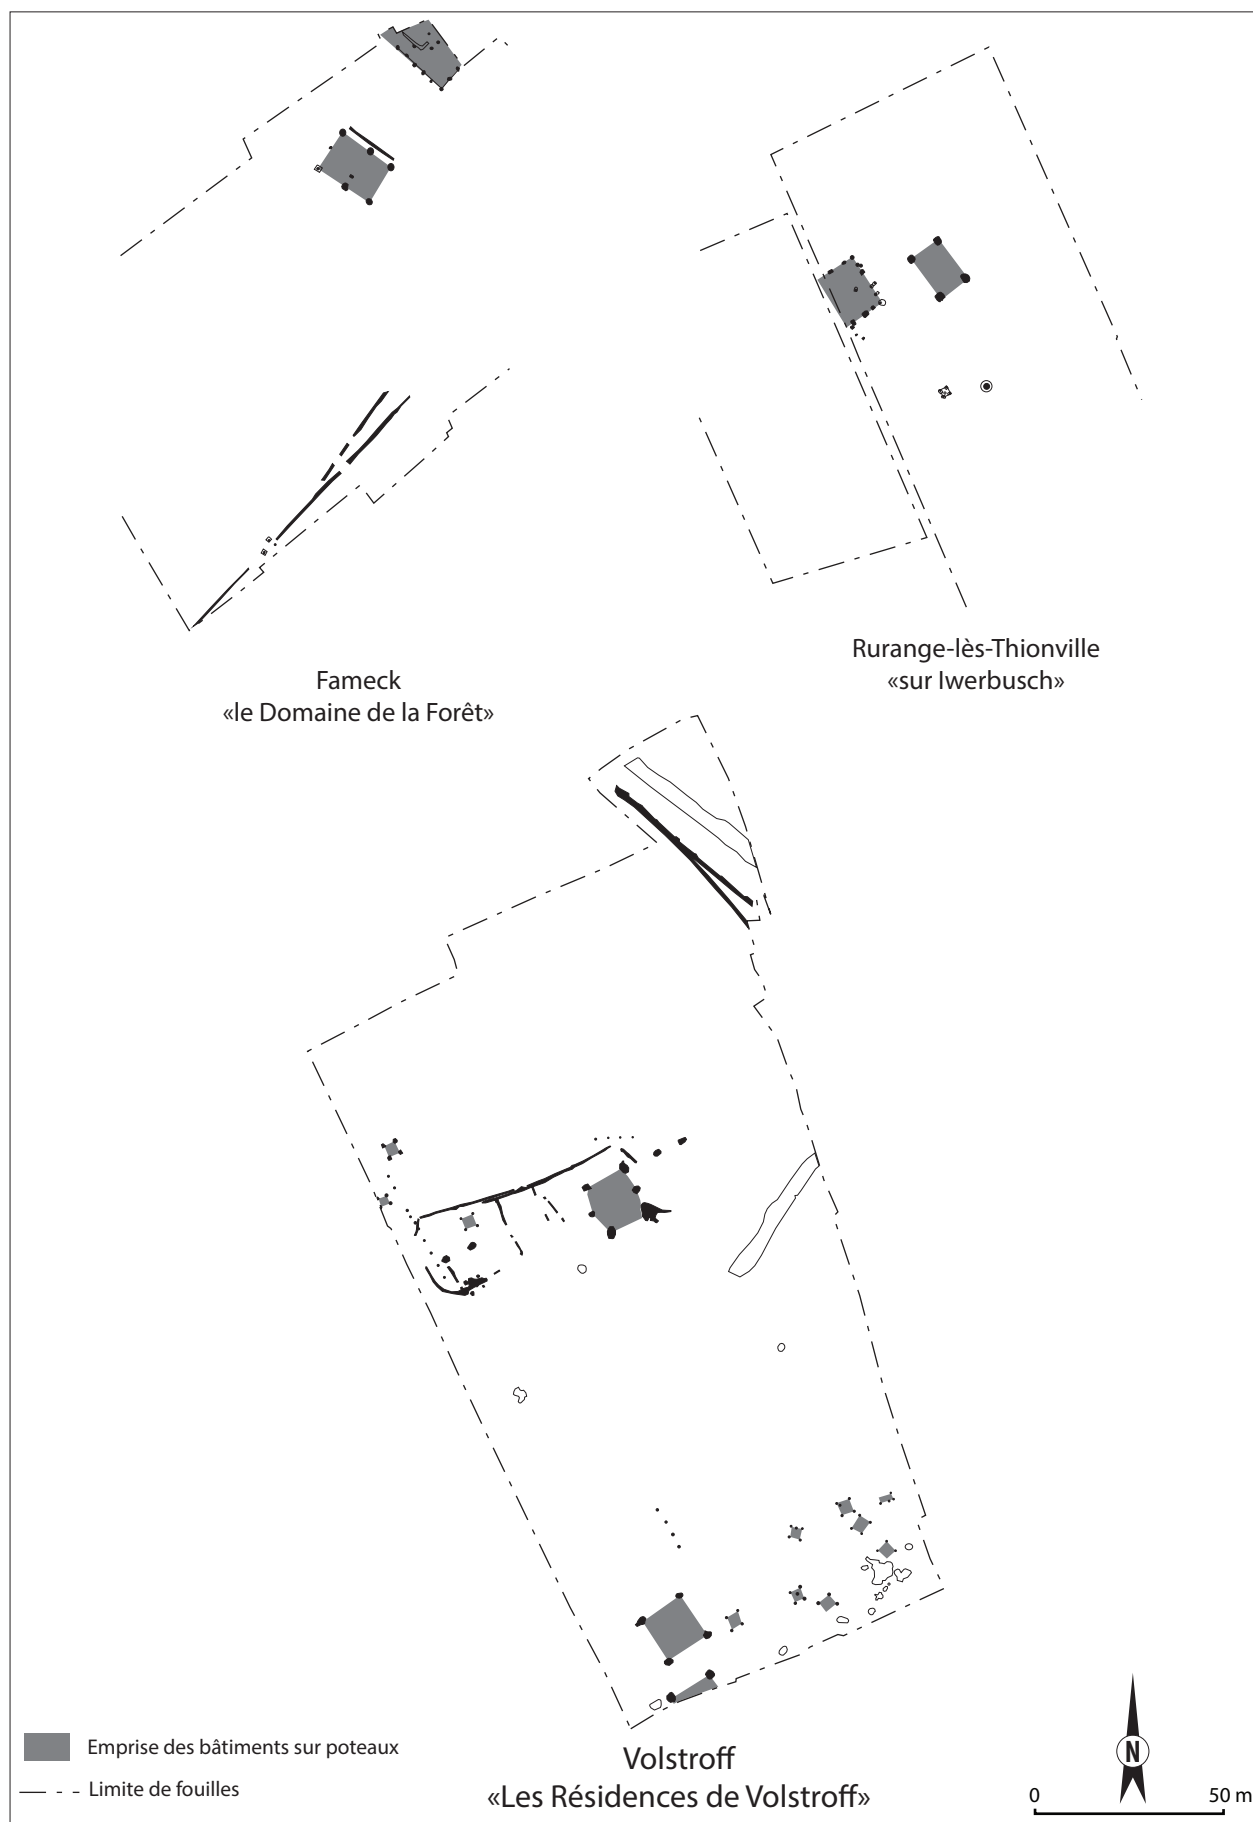 Fameck
«le Domaine de la Forêt»
Rurange-lès-Thionville
«sur Iwerbusch»
Emprise des bâtiments sur poteaux
Limite de fouilles
Volstroff
«Les Résidences de Volstroff»
N
0 50 m